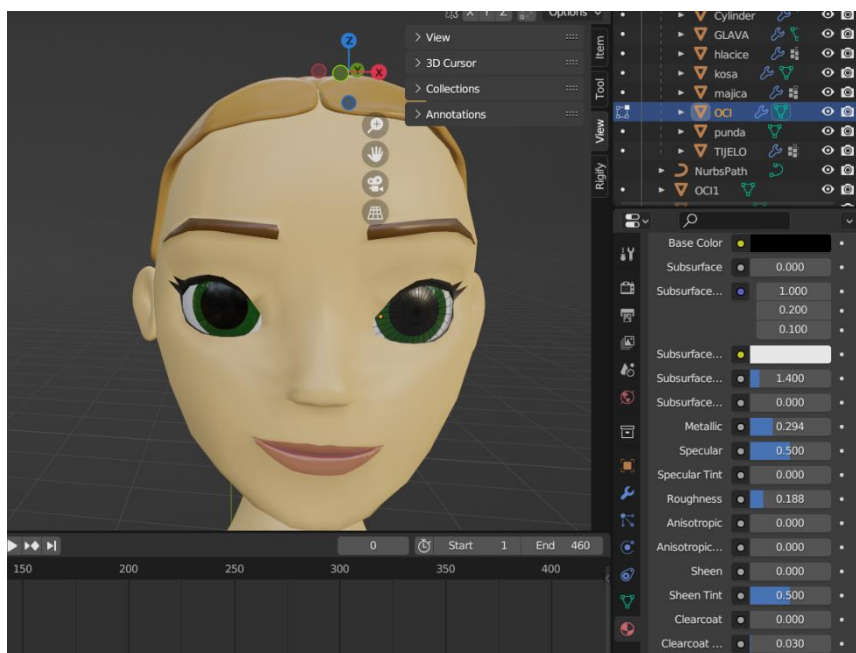 X Y Z
Options
Z
Y
X
View
3D Cursor
Collections
Annotations
Item
Tool
View
Rigify
Cylinder
GLAVA
hlacice
kosa
majica
OCI
punda
TIJELO
NurbsPath
OCI1
Base Color
Subsurface 0.000
Subsurface... 1.000
0.200
0.100
Subsurface...
Subsurface... 1.400
Subsurface... 0.000
Metallic 0.294
Specular 0.500
Specular Tint 0.000
Roughness 0.188
Anisotropic 0.000
Anisotropic... 0.000
Sheen 0.000
Sheen Tint 0.500
Clearcoat 0.000
Clearcoat ... 0.030
0 Start 1 End 460
150 200 250 300 350 400